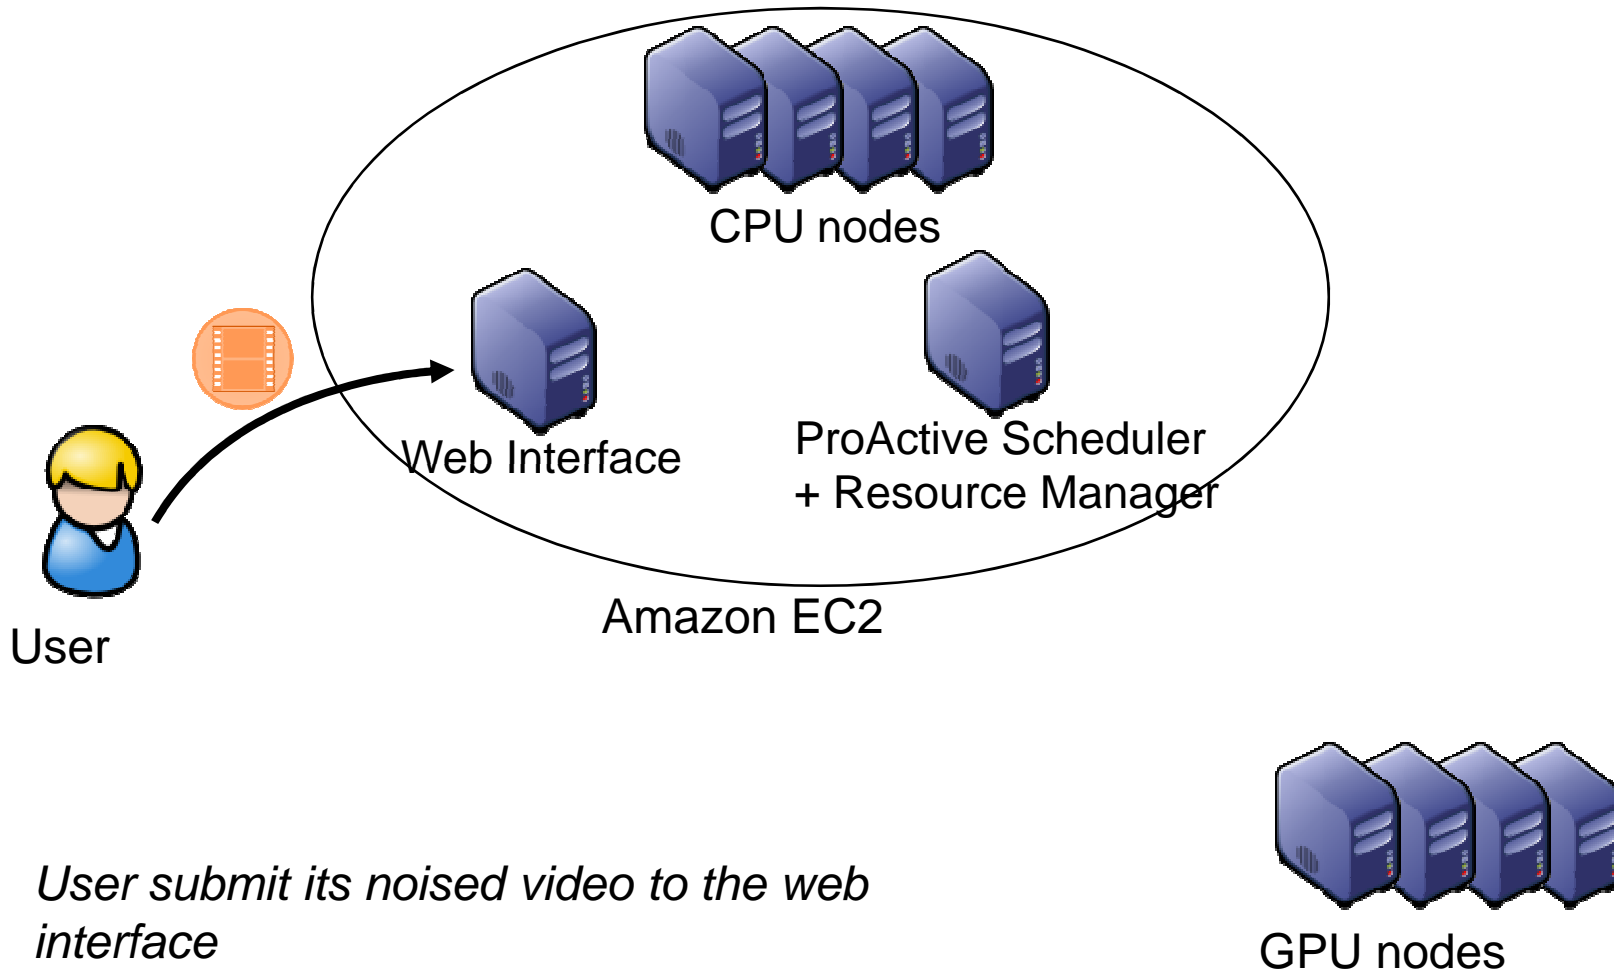 CPU nodes
Web Interface
ProActive Scheduler
+ Resource Manager
Amazon EC2
User
User submit its noised video to the web
interface
GPU nodes